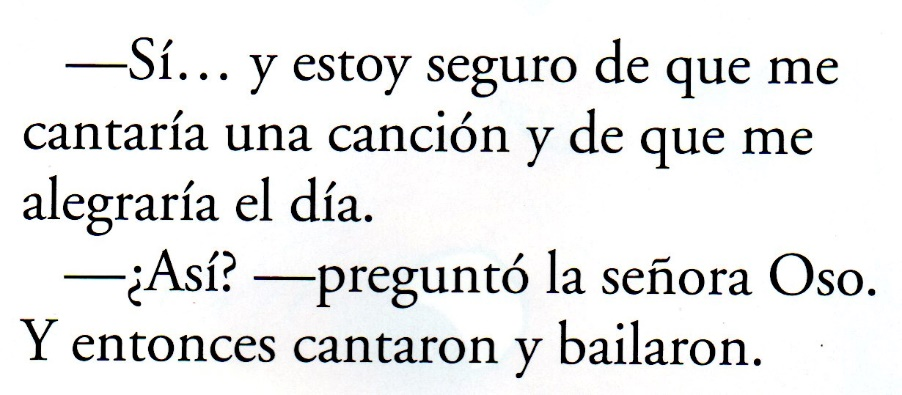 —Sí… y estoy seguro de que me
cantaría una canción y de que me
alegraría el día.
—¿Así? —preguntó la señora Oso.
Y entonces cantaron y bailaron.